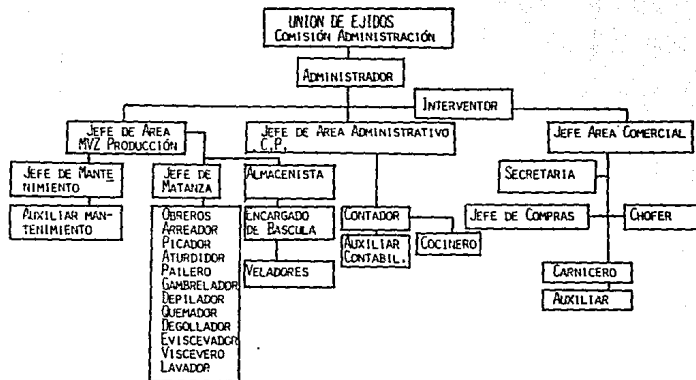 UNION DE EJIDOS
COMISIÓN ADMINISTRACIÓN
ADMINISTRADOR
INTERVENTOR
JEFE DE AREA
MVZ PRODUCCIÓN
JEFE DE AREA ADMINISTRATIVO
C.P.
JEFE AREA COMERCIAL
JEFE DE MANTE
NIMIENTO
JEFE DE
MATANZA
ALMACENISTA
SECRETARIA
AUXILIAR MAN-
TENIMIENTO
OBREROS
ARREADOR
PICADOR
ATURDIDOR
PAILERO
GAMBRELADOR
DEPILADOR
QUEMADOR
DEGOLLADOR
EVISCEVADOR
VISCEVERO
LAVADOR
ENCARGADO
DE BASCULA
VELADORES
CONTADOR
AUXILIAR
CONTABIL.
COCINERO
JEFE DE COMPRAS
CHOFER
CARNICERO
AUXILIAR